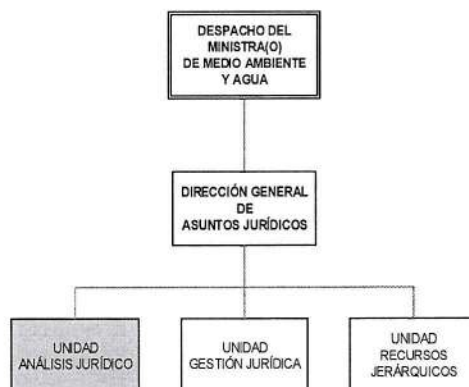 DESPACHO DEL
MINISTRA(O)
DE MEDIO AMBIENTE
Y AGUA
DIRECCIÓN GENERAL
DE
ASUNTOS JURÍDICOS
UNIDAD
ANÁLISIS JURÍDICO
UNIDAD
GESTIÓN JURÍDICA
UNIDAD
RECURSOS
JERÁRQUICOS